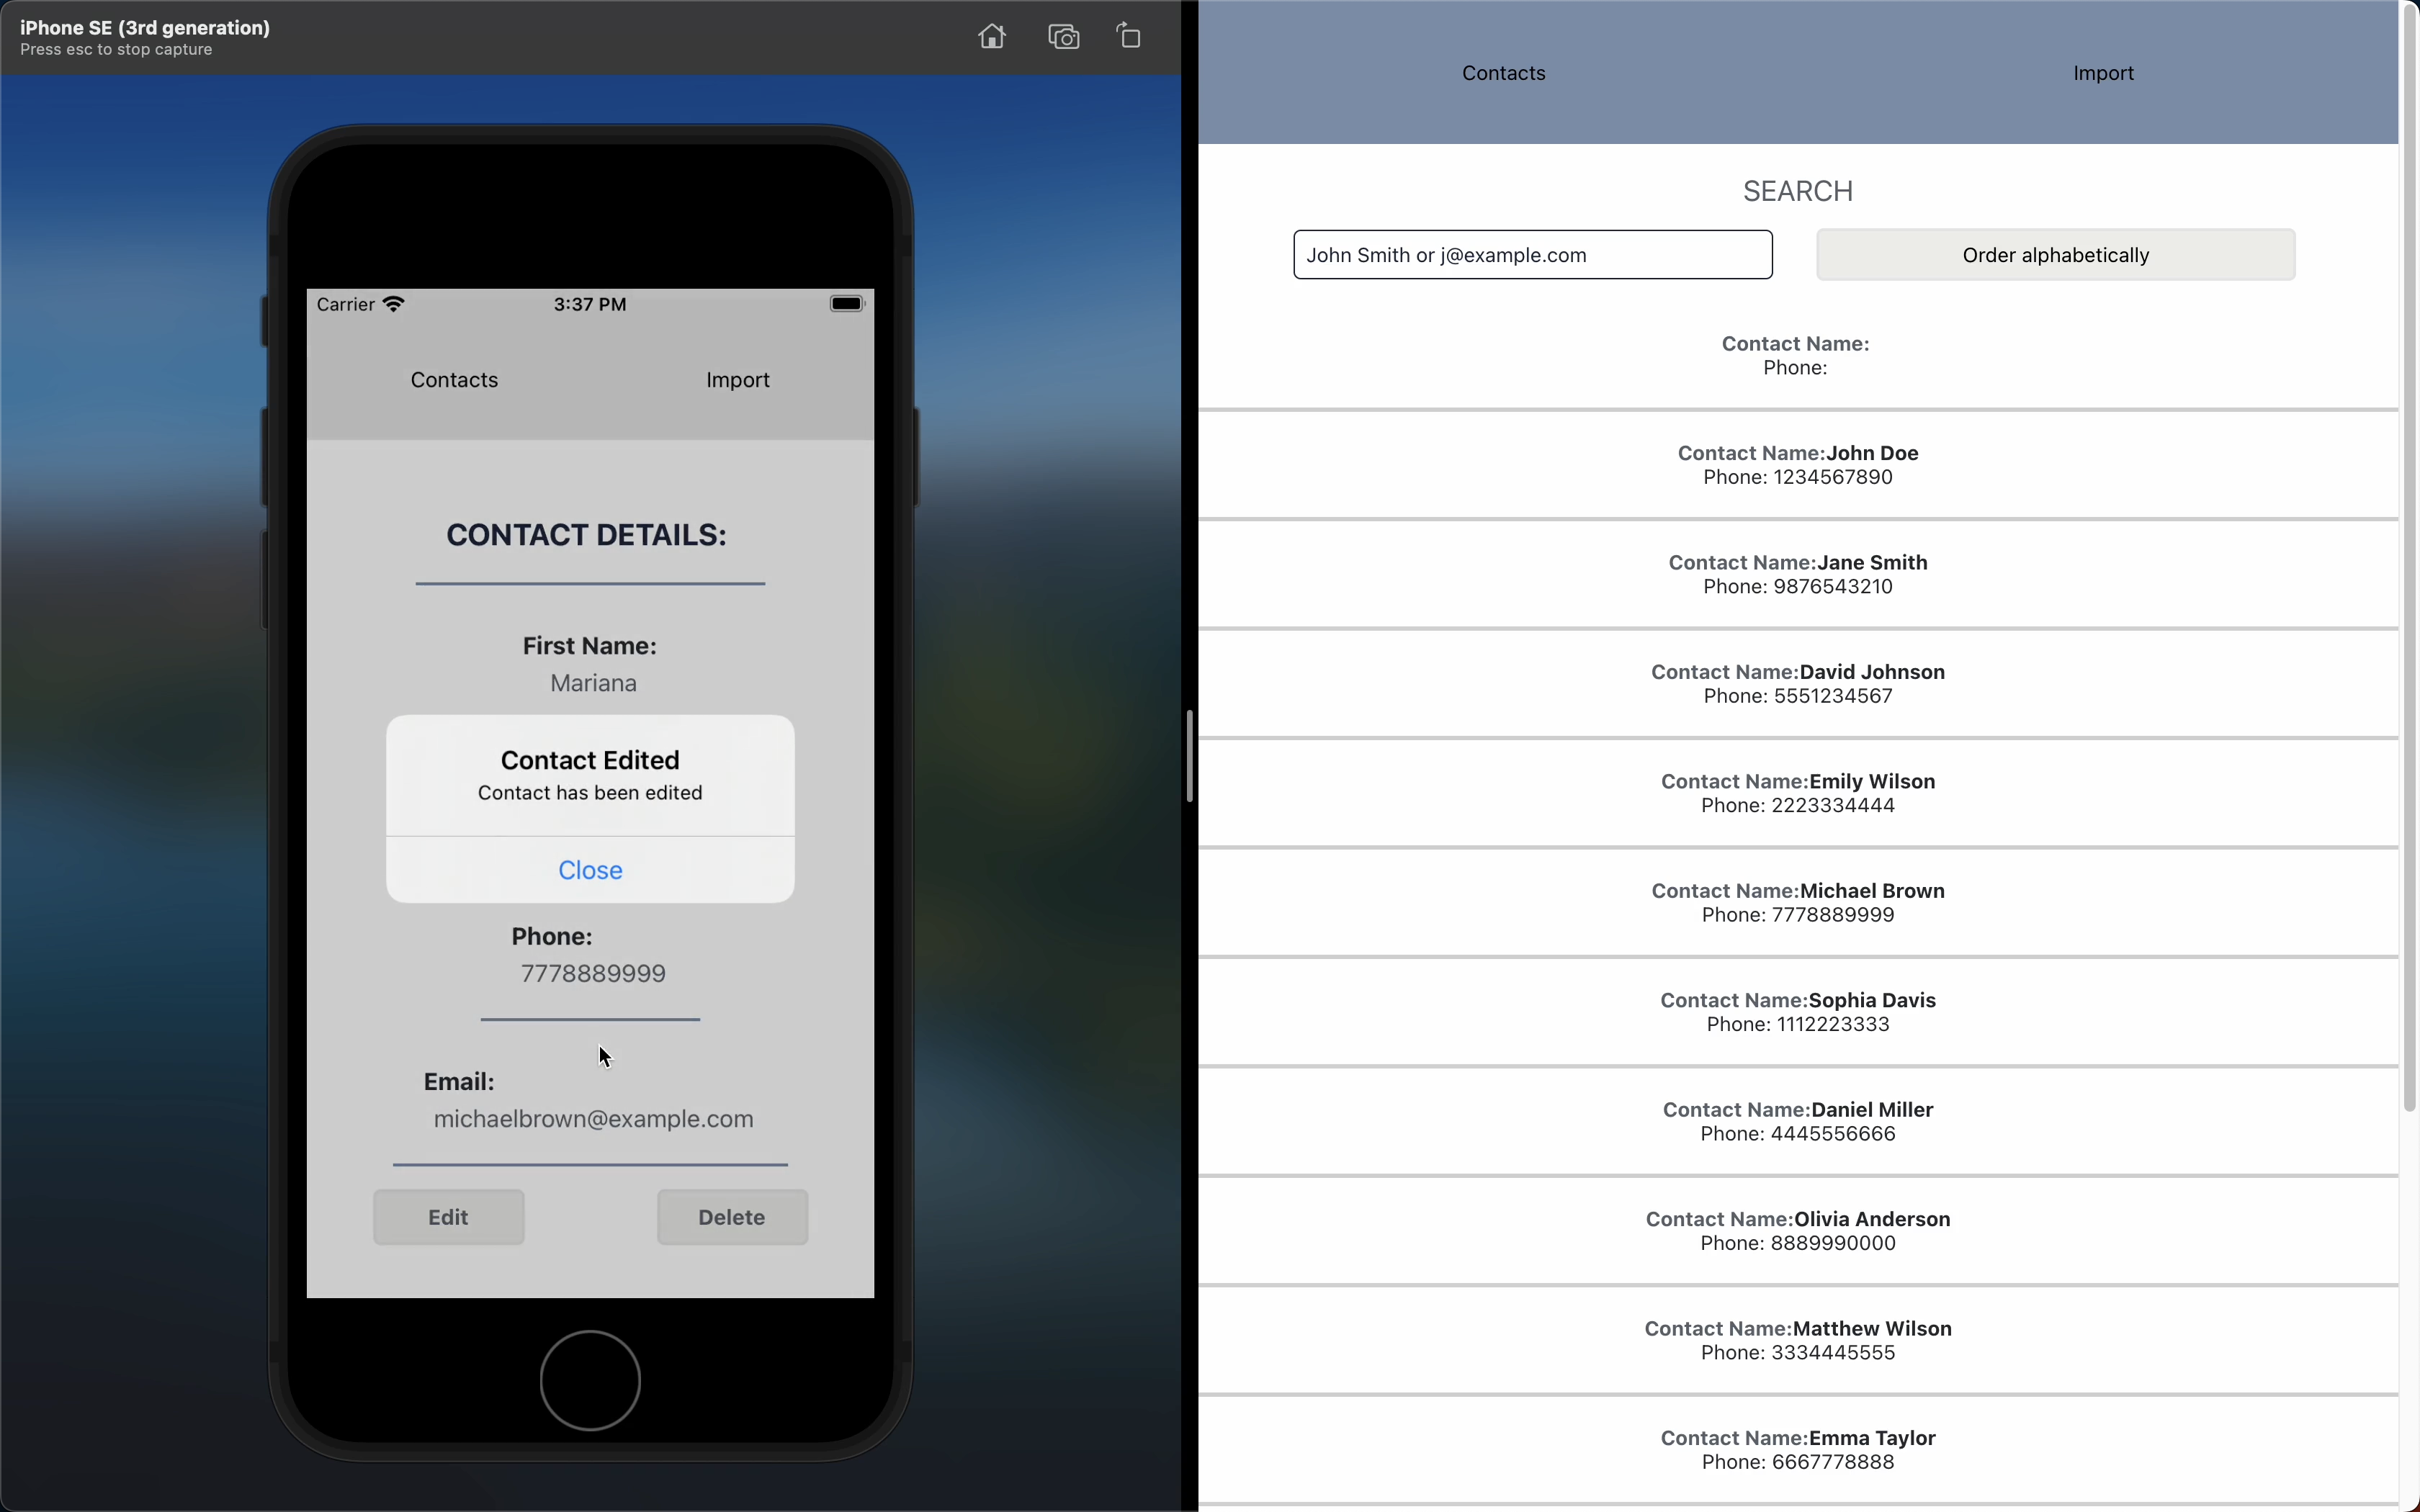 iPhone SE (3rd generation)
Press esc to stop capture
Carrier
3:37 PM
Contacts
Import
CONTACT DETAILS:
First Name:
Mariana
Contact Edited
Contact has been edited
Close
Phone:
7778889999
Email:
michaelbrown@example.com
Edit
Delete
Contacts
Import
SEARCH
John Smith or j@example.com
Order alphabetically
Contact Name:
Phone:
Contact Name:John Doe
Phone: 1234567890
Contact Name:Jane Smith
Phone: 9876543210
Contact Name:David Johnson
Phone: 5551234567
Contact Name:Emily Wilson
Phone: 2223334444
Contact Name:Michael Brown
Phone: 7778889999
Contact Name:Sophia Davis
Phone: 1112223333
Contact Name:Daniel Miller
Phone: 4445556666
Contact Name:Olivia Anderson
Phone: 8889990000
Contact Name:Matthew Wilson
Phone: 3334445555
Contact Name:Emma Taylor
Phone: 6667778888